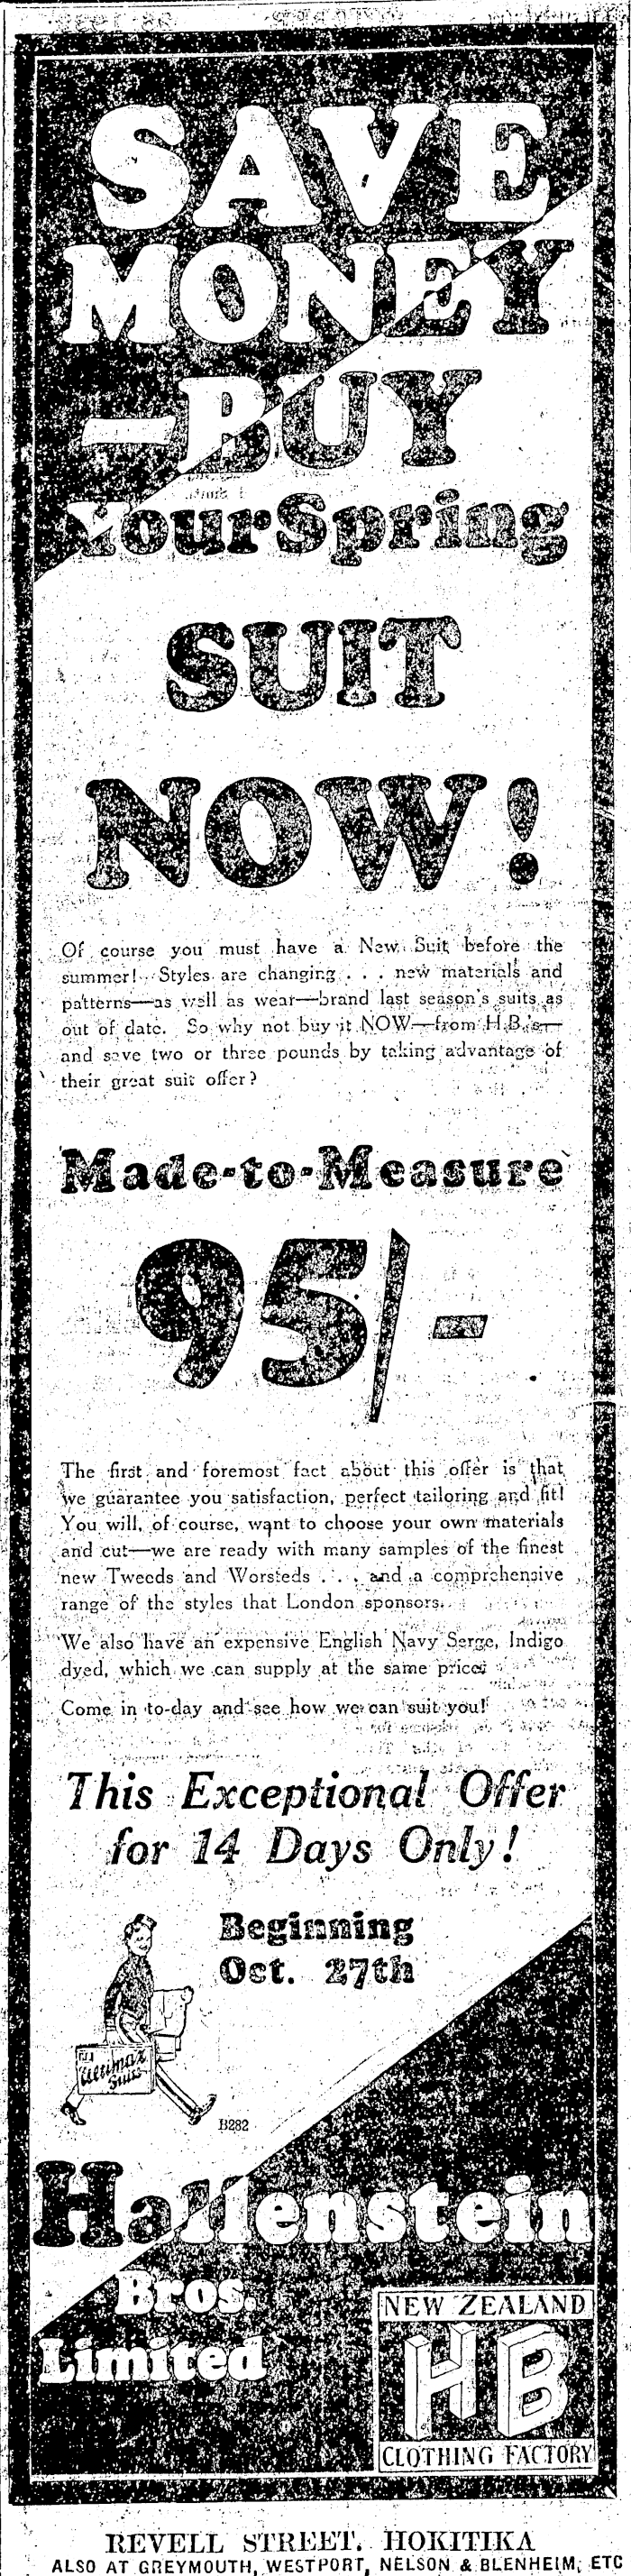 SAVE
MONEY
—BUY
Your Spring
SUIT
NOW!
Of course you must have a New Suit before the
summer! Styles are changing . . . new materials and
patterns—as well as wear—brand last season's suits as
out of date. So why not buy it NOW—from H.B.'s—
and save two or three pounds by taking advantage of
their great suit offer?
Made-to-Measure
95/-
The first and foremost fact about this offer is that
we guarantee you satisfaction, perfect tailoring and fit!
You will, of course, want to choose your own materials
and cut—we are ready with many samples of the finest
new Tweeds and Worsteds . . . and a comprehensive
range of the styles that London sponsors.
We also have an expensive English Navy Serge, Indigo
dyed, which we can supply at the same price!
Come in to-day and see how we can suit you!
This Exceptional Offer
for 14 Days Only!
Beginning
Oct. 27th
Ultimax
Suits
B282
Hallenstein
Bros.
Limited
NEW ZEALAND
HB
CLOTHING FACTORY
REVELL STREET, HOKITIKA
ALSO AT GREYMOUTH, WESTPORT, NELSON & BLENHEIM, ETC